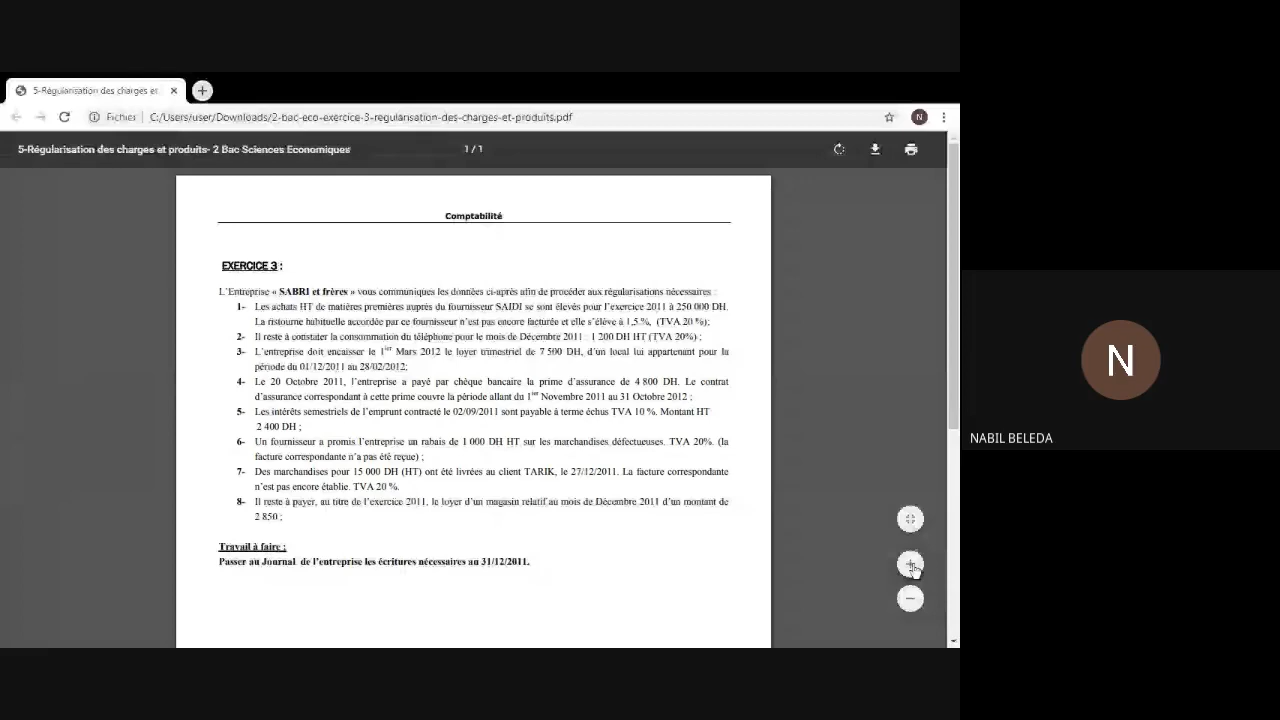 5-Régularisation des charges et
Fichier
C:/Users/user/Downloads/2-bac-eco-exercice-3-regularisation-des-charges-et-produits.pdf
N
5-Régularisation des charges et produits- 2 Bac Sciences Economiques
1 / 1
Comptabilité
EXERCICE 3 :
L'Entreprise « SABRI et frères » vous communiques les données ci-après afin de procéder aux régularisations nécessaires :
1- Les achats HT de matières premières auprès du fournisseur SAIDI se sont élevés pour l'exercice 2011 à 250 000 DH.
La ristourne habituelle accordée par ce fournisseur n'est pas encore facturée et elle s'élève à 1,5 %, (TVA 20 %);
2- Il reste à constater la consommation du téléphone pour le mois de Décembre 2011 : 1 200 DH HT (TVA 20%) ;
3- L'entreprise doit encaisser le 1ier Mars 2012 le loyer trimestriel de 7 500 DH, d'un local lui appartenant pour la
période du 01/12/2011 au 28/02/2012;
4- Le 20 Octobre 2011, l'entreprise a payé par chèque bancaire la prime d'assurance de 4 800 DH. Le contrat
d'assurance correspondant à cette prime couvre la période allant du 1ier Novembre 2011 au 31 Octobre 2012 ;
5- Les intérêts semestriels de l'emprunt contracté le 02/09/2011 sont payable à terme échus TVA 10 %. Montant HT
2 400 DH ;
6- Un fournisseur a promis l'entreprise un rabais de 1 000 DH HT sur les marchandises défectueuses. TVA 20%. (la
facture correspondante n'a pas été reçue) ;
7- Des marchandises pour 15 000 DH (HT) ont été livrées au client TARIK, le 27/12/2011. La facture correspondante
n'est pas encore établie. TVA 20 %.
8- Il reste à payer, au titre de l'exercice 2011, le loyer d'un magasin relatif au mois de Décembre 2011 d'un montant de
2 850 ;
Travail à faire :
Passer au Journal de l'entreprise les écritures nécessaires au 31/12/2011.
N
NABIL BELEDA